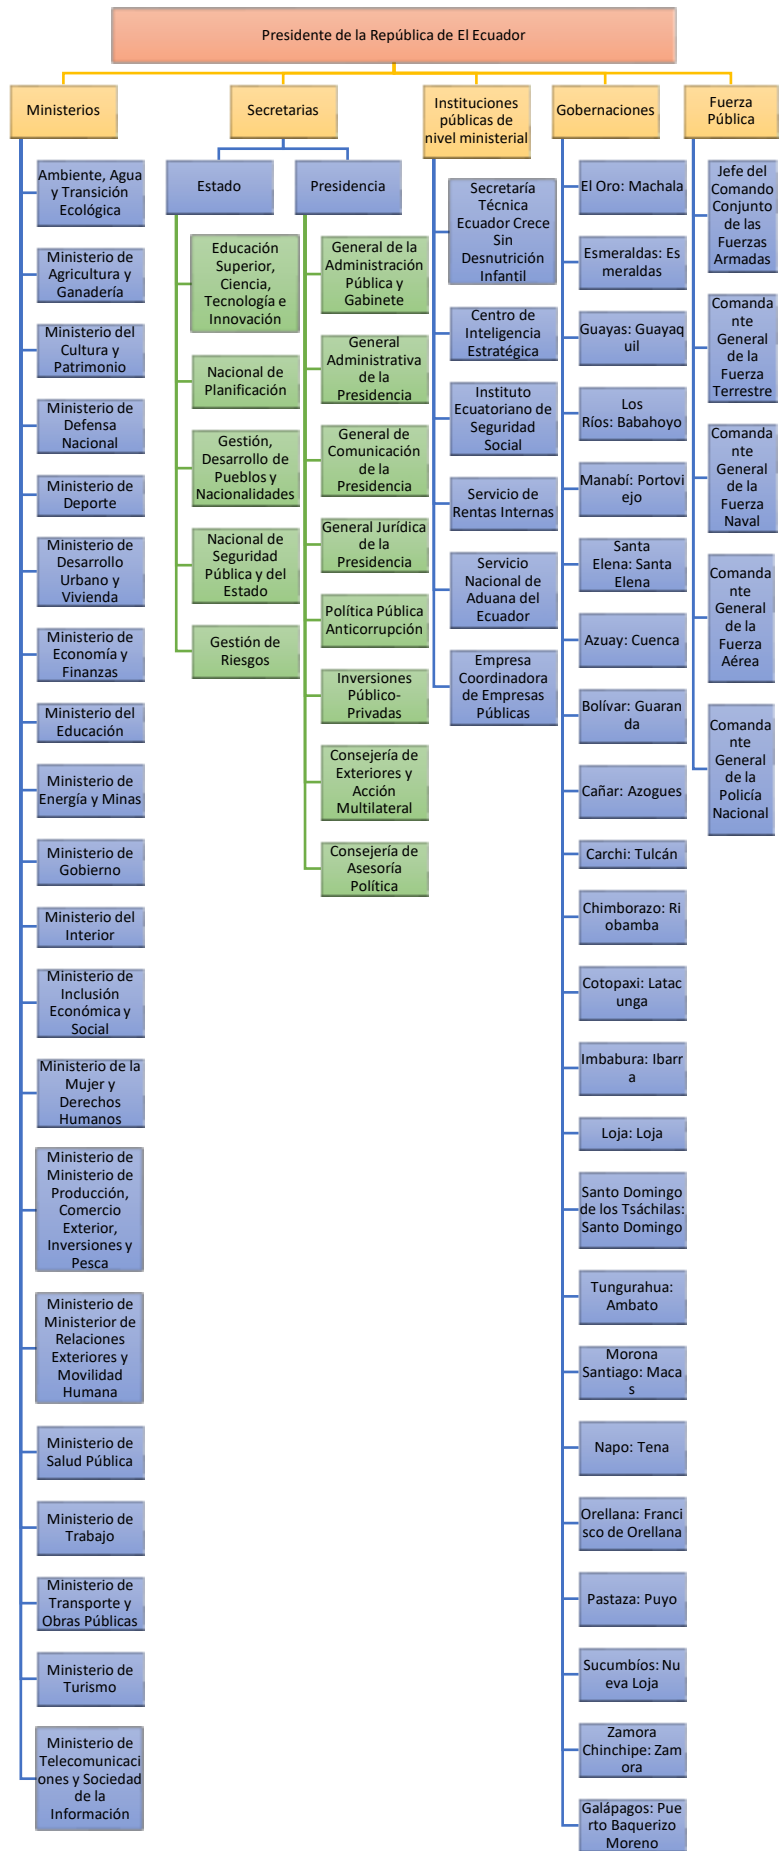 Presidente de la República de El Ecuador
Ministerios
Ambiente, Agua
y Transición
Ecológica
Ministerio de
Agricultura y
Ganadería
Ministerio del
Cultura y
Patrimonio
Ministerio de
Defensa
Nacional
Ministerio de
Deporte
Ministerio de
Desarrollo
Urbano y
Vivienda
Ministerio de
Economía y
Finanzas
Ministerio del
Educación
Ministerio de
Energía y Minas
Ministerio de
Gobierno
Ministerio del
Interior
Ministerio de
Inclusión
Económica y
Social
Ministerio de la
Mujer y
Derechos
Humanos
Ministerio de
Ministerio de
Producción,
Comercio
Exterior,
Inversiones y
Pesca
Ministerio de
Ministerior de
Relaciones
Exteriores y
Movilidad
Humana
Ministerio de
Salud Pública
Ministerio de
Trabajo
Ministerio de
Transporte y
Obras Públicas
Ministerio de
Turismo
Ministerio de
Telecomunicaci
ones y Sociedad
de la
Información
Secretarias
Estado
Educación
Superior,
Ciencia,
Tecnología e
Innovación
Nacional de
Planificación
Gestión,
Desarrollo de
Pueblos y
Nacionalidades
Nacional de
Seguridad
Pública y del
Estado
Gestión de
Riesgos
Presidencia
General de la
Administración
Pública y
Gabinete
General
Administrativa
de la
Presidencia
General de
Comunicación
de la
Presidencia
General Jurídica
de la
Presidencia
Política Pública
Anticorrupción
Inversiones
Público-
Privadas
Consejería de
Exteriores y
Acción
Multilateral
Consejería de
Asesoría
Política
Instituciones
públicas de
nivel ministerial
Secretaría
Técnica
Ecuador Crece
Sin
Desnutrición
Infantil
Centro de
Inteligencia
Estratégica
Instituto
Ecuatoriano de
Seguridad
Social
Servicio de
Rentas Internas
Servicio
Nacional de
Aduana del
Ecuador
Empresa
Coordinadora
de Empresas
Públicas
Gobernaciones
El Oro: Machala
Esmeraldas: Es
meraldas
Guayas: Guayaq
uil
Los
Ríos: Babahoyo
Manabí: Portovi
ejo
Santa
Elena: Santa
Elena
Azuay: Cuenca
Bolívar: Guaran
da
Cañar: Azogues
Carchi: Tulcán
Chimborazo: Ri
obamba
Cotopaxi: Latac
unga
Imbabura: Ibarr
a
Loja: Loja
Santo Domingo
de los Tsáchilas:
Santo Domingo
Tungurahua:
Ambato
Morona
Santiago: Maca
s
Napo: Tena
Orellana: Franci
sco de Orellana
Pastaza: Puyo
Sucumbíos: Nu
eva Loja
Zamora
Chinchipe: Zam
ora
Galápagos: Pue
rto Baquerizo
Moreno
Fuerza
Pública
Jefe del
Comando
Conjunto
de las
Fuerzas
Armadas
Comanda
nte
General
de la
Fuerza
Terrestre
Comanda
nte
General
de la
Fuerza
Naval
Comanda
nte
General
de la
Fuerza
Aérea
Comanda
nte
General
de la
Policía
Nacional